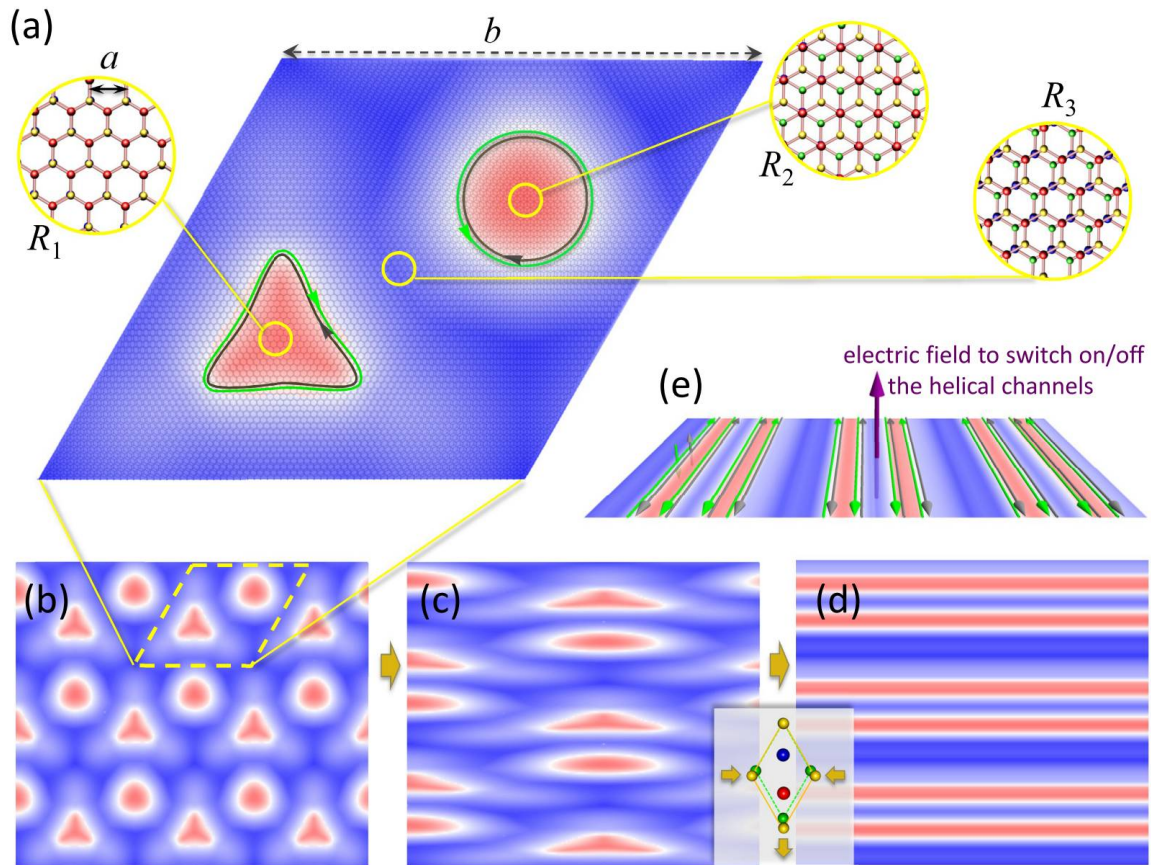 (a)
b
a
R1
R2
R3
electric field to switch on/off
the helical channels
(e)
(b)
(c)
(d)